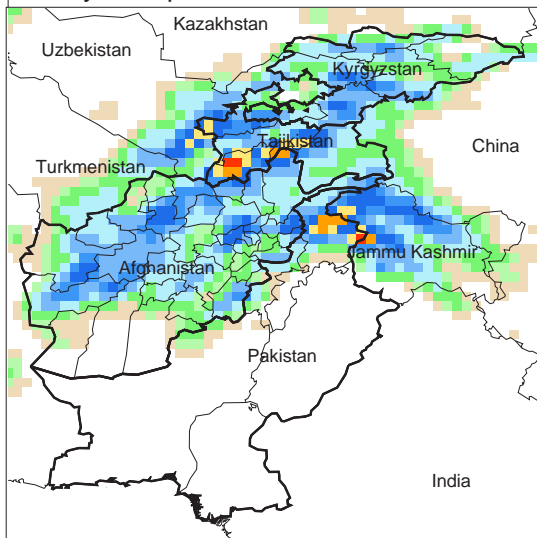 Kazakhstan
Uzbekistan
Kyrgyzstan
Tajikistan
China
Turkmenistan
Jammu Kashmir
Afghanistan
Pakistan
India